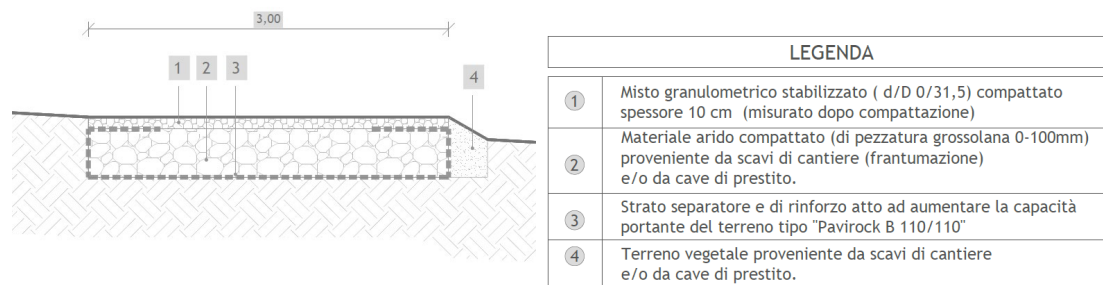 3,00
1 2 3
4
LEGENDA
1 Misto granulometrico stabilizzato ( d/D 0/31,5) compattato
spessore 10 cm (misurato dopo compattazione)
2 Materiale arido compattato (di pezzatura grossolana 0-100mm)
proveniente da scavi di cantiere (frantumazione)
e/o da cave di prestito.
3 Strato separatore e di rinforzo atto ad aumentare la capacità
portante del terreno tipo "Pavirock B 110/110"
4 Terreno vegetale proveniente da scavi di cantiere
e/o da cave di prestito.